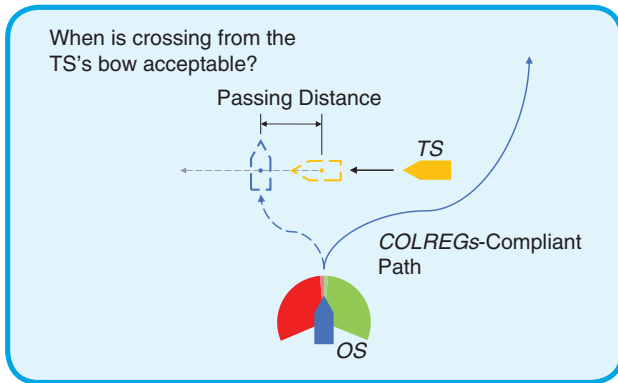 When is crossing from the
TS's bow acceptable?
Passing Distance
TS
COLREGs-Compliant
Path
OS